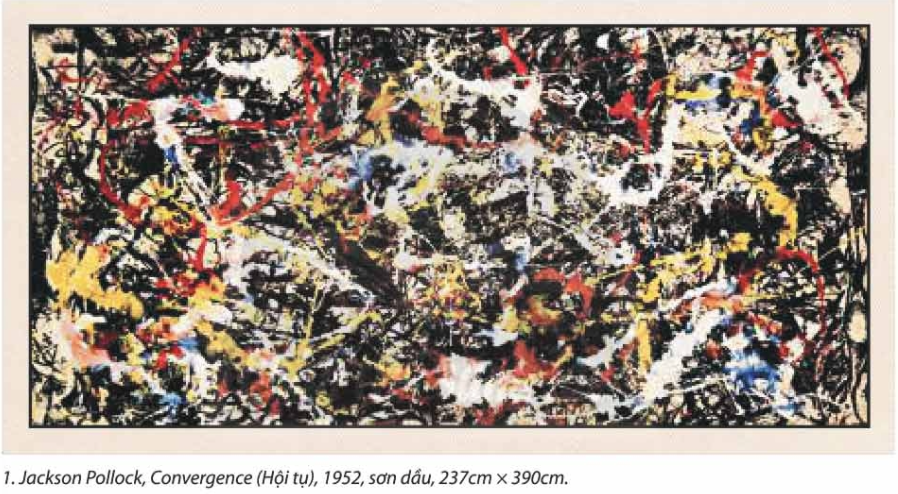 1. Jackson Pollock, Convergence (Hội tụ), 1952, sơn dầu, 237cm × 390cm.